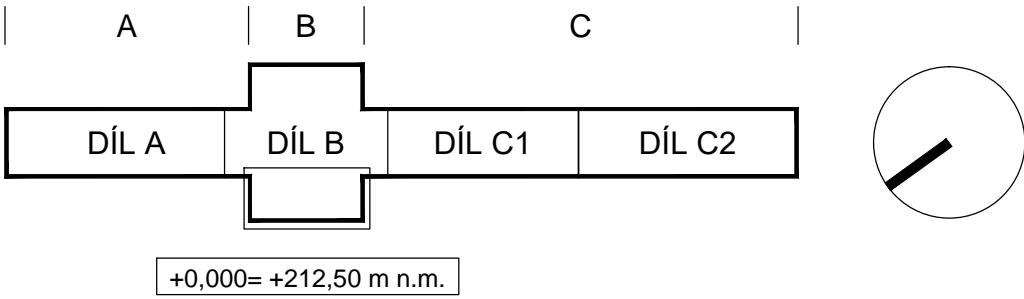 A B C
DÍL A DÍL B DÍL C1 DÍL C2
+0,000= +212,50 m n.m.